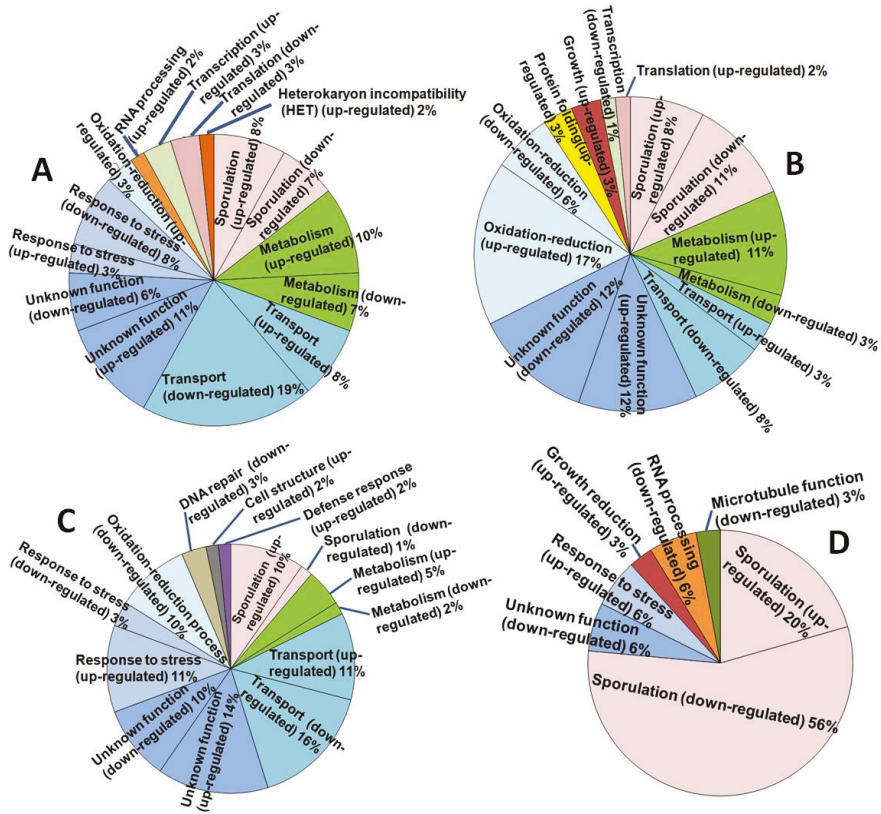 A
RNA processing
(up-regulated) 2%
Transcription (up-
regulated) 3%
Translation (down-
regulated) 3%
Heterokaryon incompatibility
(HET) (up-regulated) 2%
Sporulation
(up-regulated) 8%
Sporulation (down-
regulated) 7%
Metabolism
(up-regulated) 10%
Metabolism (down-
regulated) 7%
Transport
(up-regulated)
8%
Transport
(down-regulated) 19%
Unknown function
(up-regulated) 11%
Unknown function
(down-regulated) 6%
Response to stress
(up-regulated) 3%
Response to stress
(down-regulated)
8%
Oxidation-reduction (up-
regulated)
3%
B
Translation (up-regulated) 2%
Sporulation (up-
regulated) 8%
Sporulation (down-
regulated) 11%
Metabolism (up-
regulated) 11%
Metabolism (down-regulated) 3%
Transport (up-regulated)
3%
Transport (down-regulated)
8%
Unknown function
(up-regulated)
12%
Unknown function
(down-regulated) 12%
Oxidation-reduction
(up-regulated) 17%
Oxidation-reduction
(down-regulated) 6%
Protein folding (up-
regulated) 3%
Growth (up-regulated) 3%
Transcription
(down-regulated) 1%
C
DNA repair (down-
regulated) 3%
Cell structure (up-
regulated) 2%
Defense response
(up-regulated) 2%
Sporulation (up-
regulated) 10%
Sporulation (down-
regulated) 1%
Metabolism (up-
regulated) 5%
Metabolism (down-
regulated) 2%
Transport (up-
regulated) 11%
Transport (down-
regulated)
16%
Unknown function
(up-regulated) 14%
Unknown function
(down-regulated) 10%
Response to stress
(up-regulated) 11%
Response to stress
(down-regulated)
3%
Oxidation-reduction process
(down-regulated)
10%
D
Microtubule function
(down-regulated) 3%
Sporulation (up-
regulated)
20%
Sporulation (down-regulated) 56%
Unknown function
(down-regulated) 6%
Response to stress
(up-regulated)
6%
Growth reduction
(up-regulated)
3%
RNA processing
(down-regulated) 6%